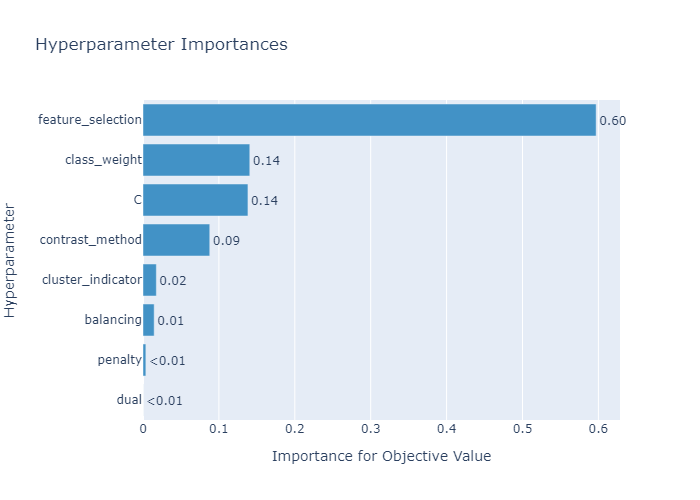 Hyperparameter Importances
Hyperparameter
feature_selection 0.60
class_weight 0.14
C 0.14
contrast_method 0.09
cluster_indicator 0.02
balancing 0.01
penalty <0.01
dual <0.01
0 0.1 0.2 0.3 0.4 0.5 0.6
Importance for Objective Value